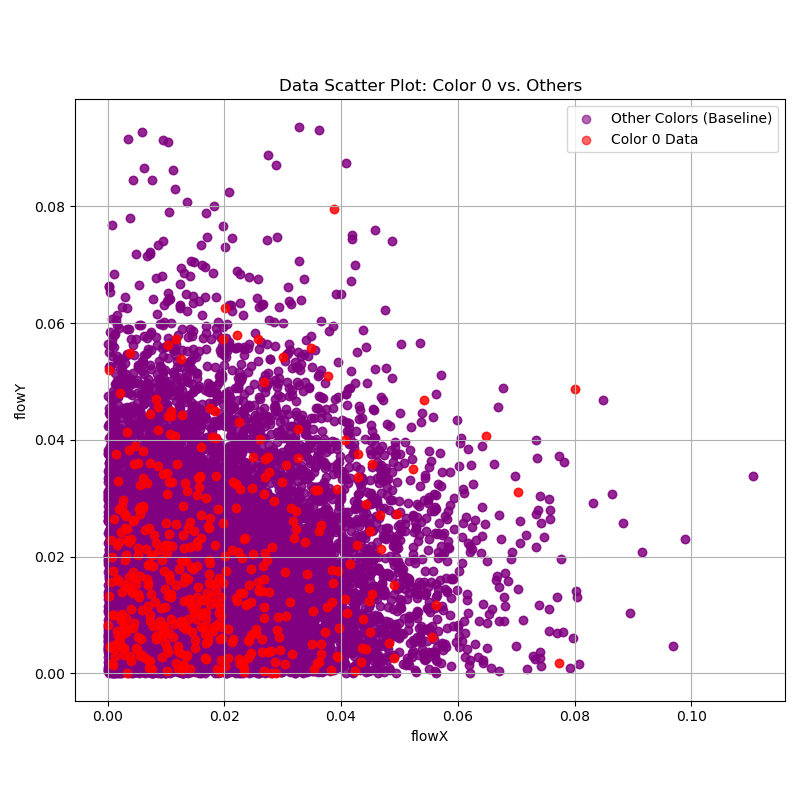 Data Scatter Plot: Color 0 vs. Others
Other Colors (Baseline)
Color 0 Data
flowY
0.08
0.06
0.04
0.02
0.00
0.00 0.02 0.04 0.06 0.08 0.10
flowX